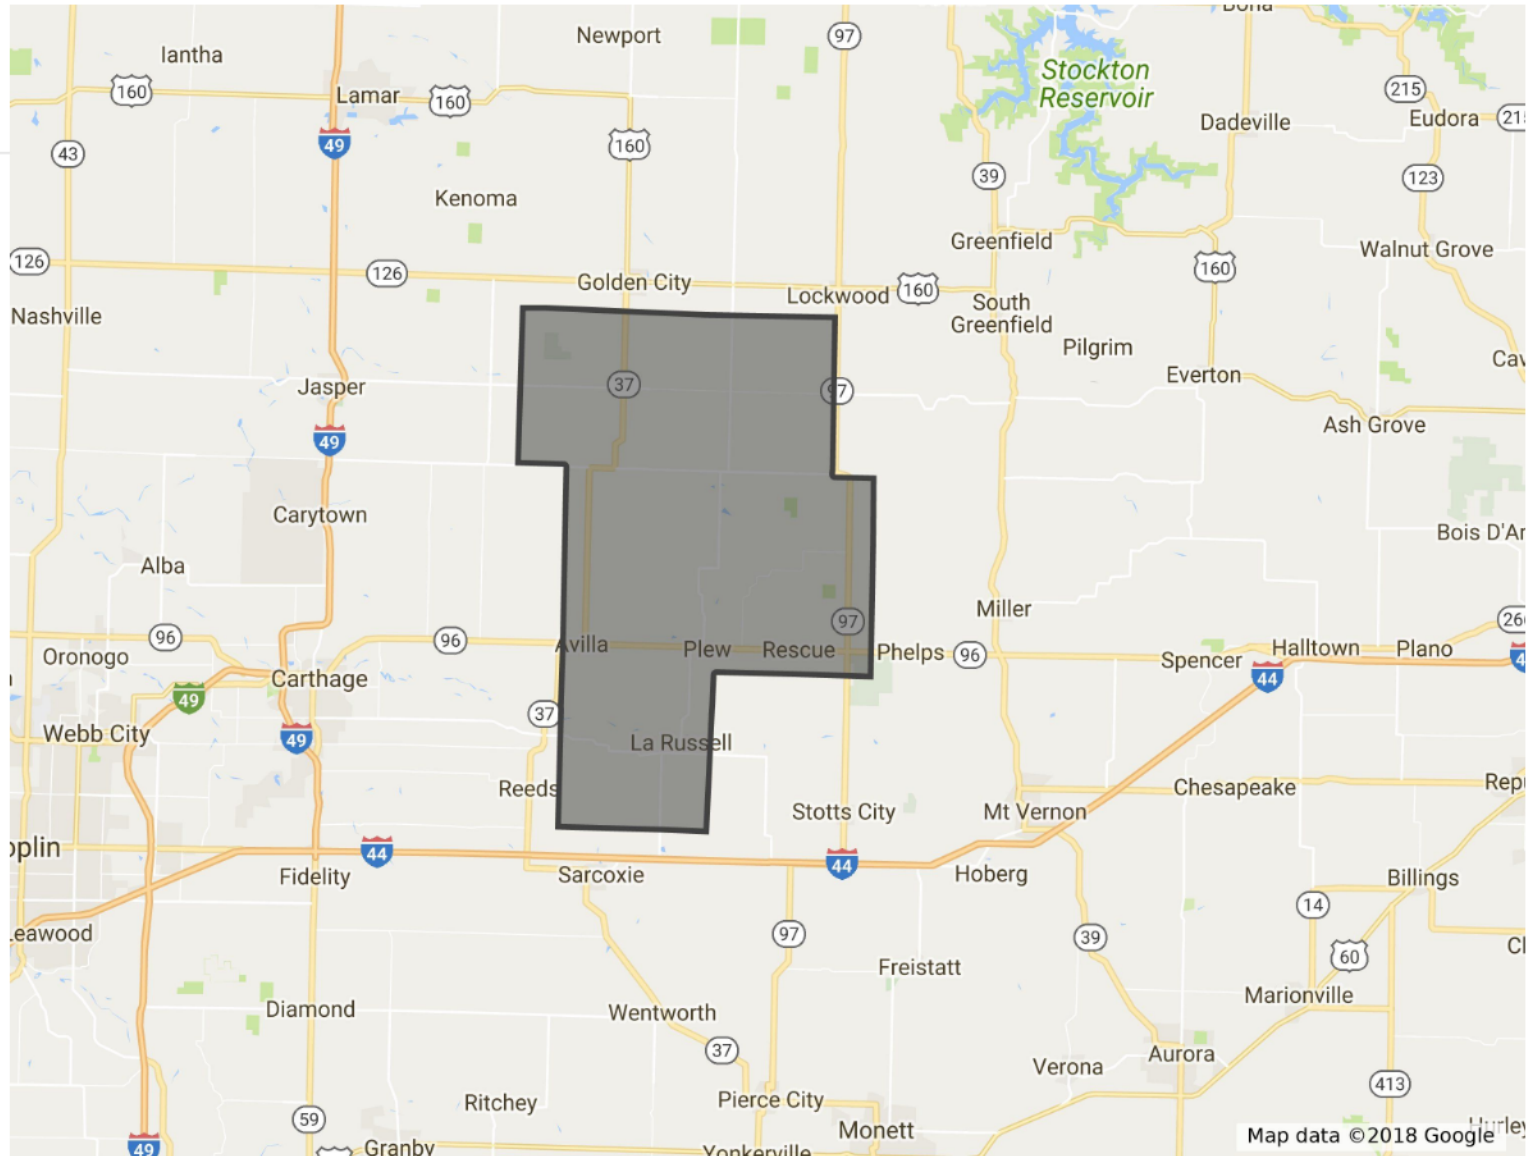 Bona
Iantha
Newport
97
160
Lamar
160
Stockton
Reservoir
215
Dadeville
Eudora
43
49
160
39
123
Kenoma
Greenfield
Walnut Grove
126
126
Golden City
Lockwood
160
160
Nashville
South
Greenfield
Pilgrim
Jasper
37
97
Everton
49
Ash Grove
Carytown
Alba
Miller
96
96
Avilla
Plew
Rescue
97
Phelps
96
Spencer
Halltown
Plano
44
Oronogo
Carthage
49
Webb City
49
37
La Russell
Reeds
Stotts City
Mt Vernon
Chesapeake
44
44
Fidelity
Sarcoxie
Hoberg
Billings
14
97
39
60
Freistatt
Diamond
Wentworth
Marionville
37
Verona
Aurora
413
59
Ritchey
Pierce City
Monett
49
Granby
Yonkerville
Hurley
Map data ©2018 Google